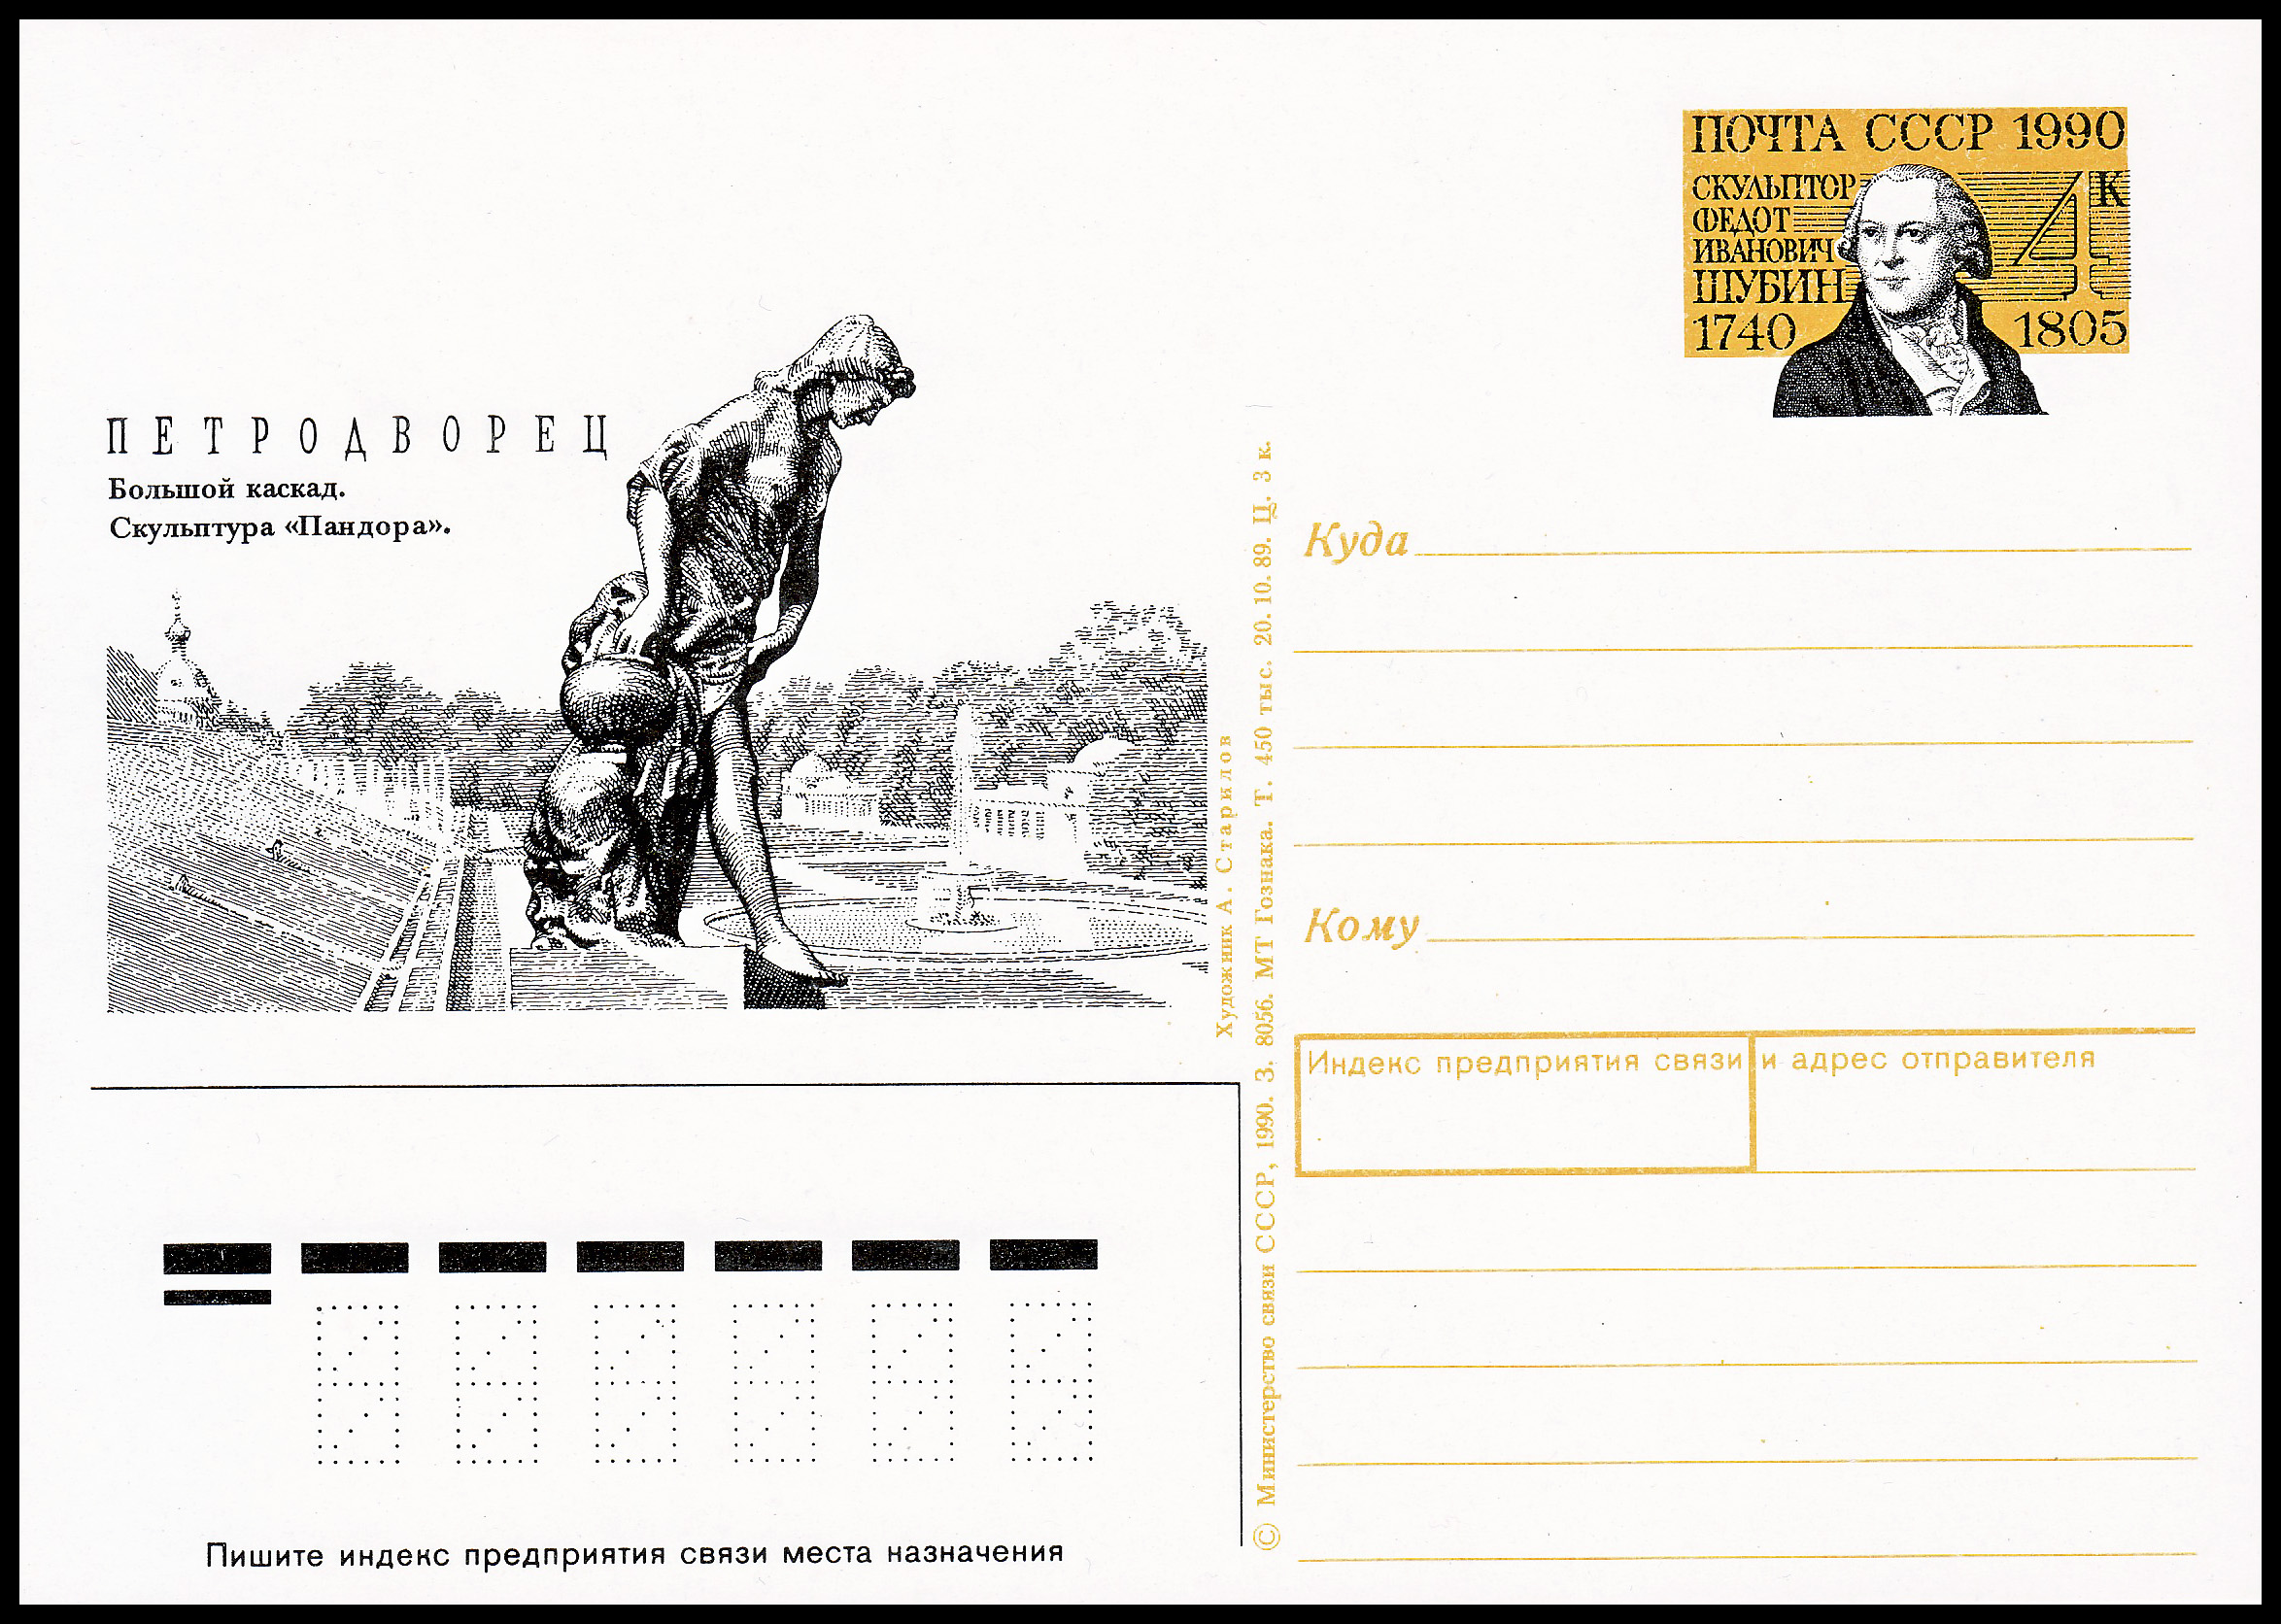 ПОЧТА СССР 1990
СКУЛЬПТОР
ФЕДОТ
ИВАНОВИЧ
ШУБИН
4 К
1740
1805
ПЕТРОДВОРЕЦ
Большой каскад.
Скульптура «Пандора».
Художник А. Старилов
© Министерство связи СССР, 1990. З. 8056. МТ Гознака. Т. 450 тыс. 20. 10. 89. Ц. 3 к.
Куда
Кому
Индекс предприятия связи и адрес отправителя
Пишите индекс предприятия связи места назначения